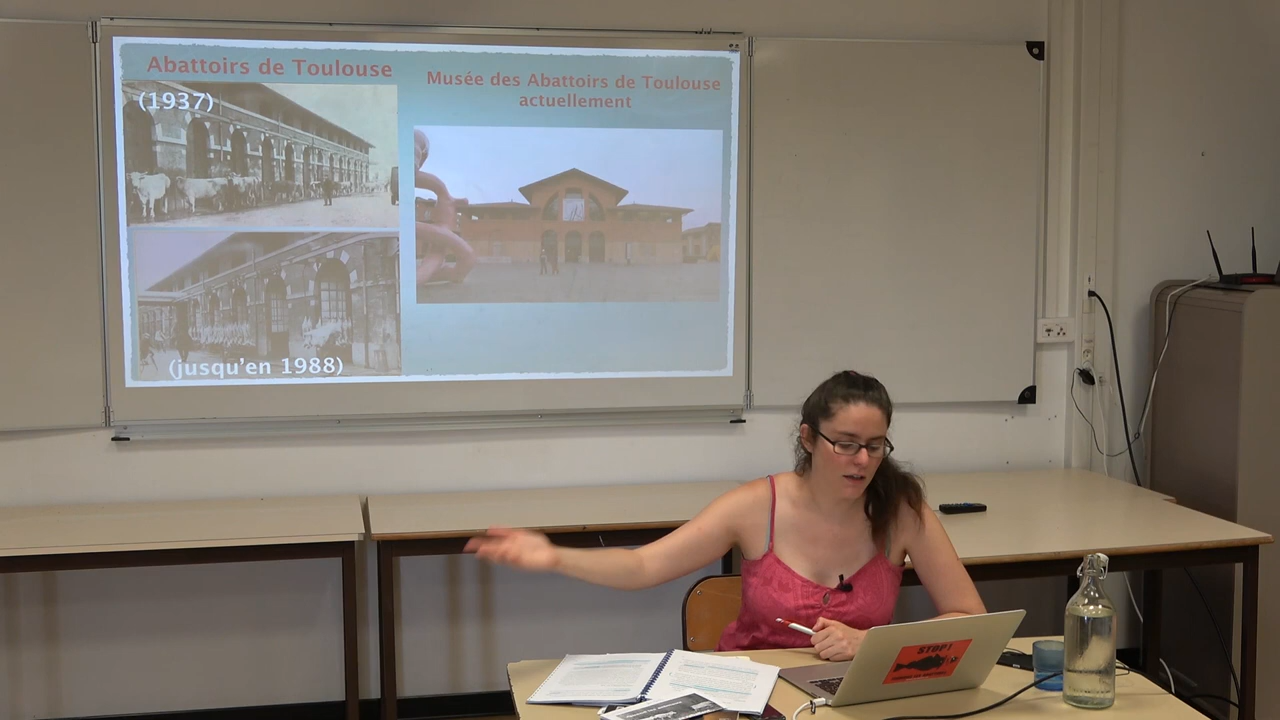 Abattoirs de Toulouse
(1937)
(jusqu'en 1988)
Musée des Abattoirs de Toulouse
actuellement
STOP!